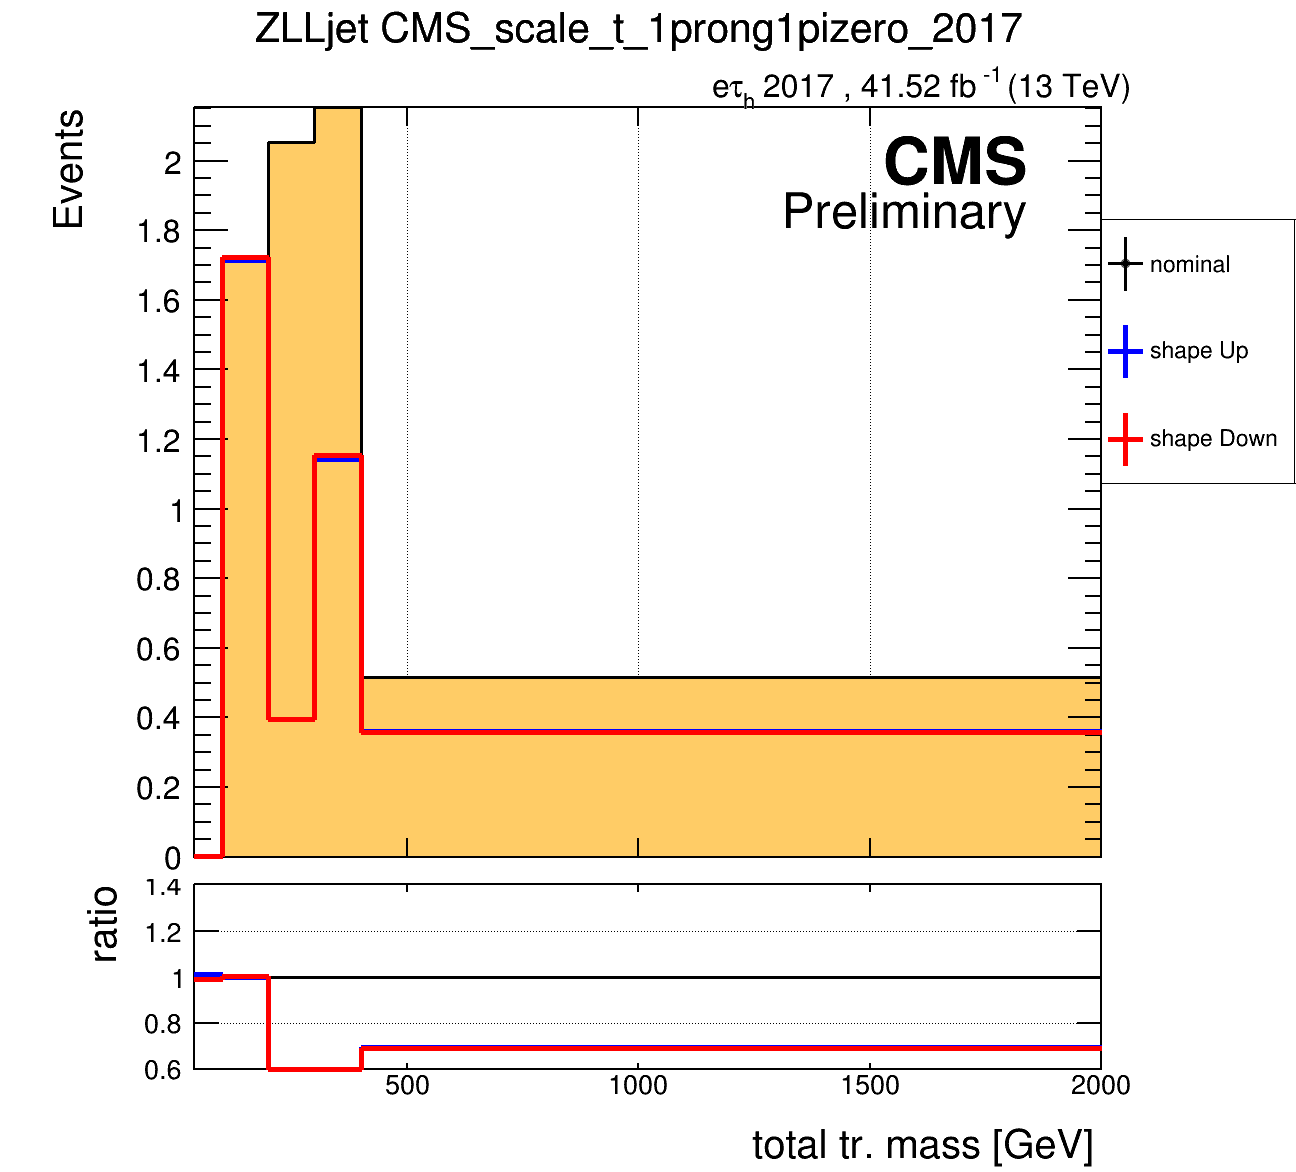 ZLLjet CMS_scale_t_1prong1pizero_2017
eτh 2017 , 41.52 fb -1 (13 TeV)
Events
CMS
Preliminary
2
1.8
1.6
1.4
1.2
1
0.8
0.6
0.4
0.2
0
nominal
shape Up
shape Down
ratio
1.4
1.2
1
0.8
0.6
500 1000 1500 2000
total tr. mass [GeV]